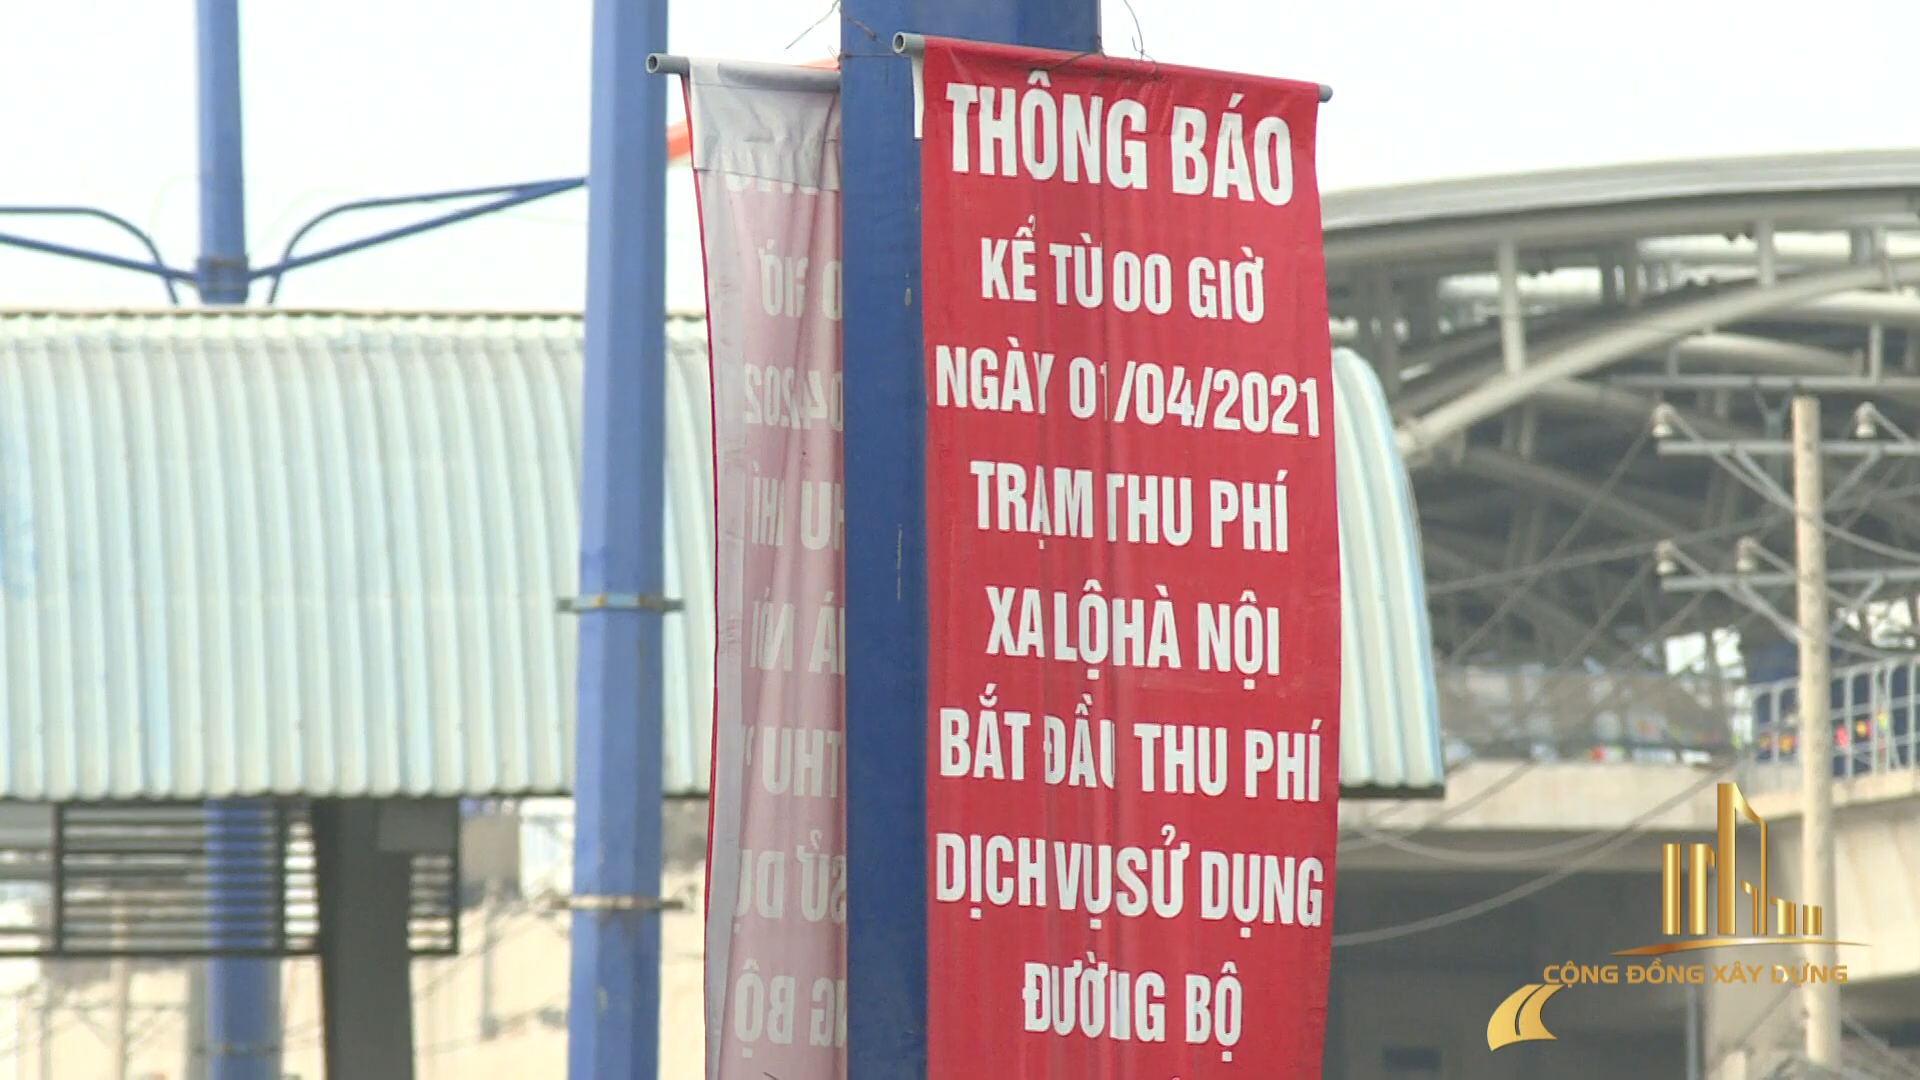 THÔNG BÁO
KỂ TỪ 00 GIỜ
NGÀY 01/04/2021
TRẠM THU PHÍ
XA LỘ HÀ NỘI
BẮT ĐẦU THU PHÍ
DỊCH VỤ SỬ DỤNG
ĐƯỜNG BỘ
CỘNG ĐỒNG XÂY DỰNG